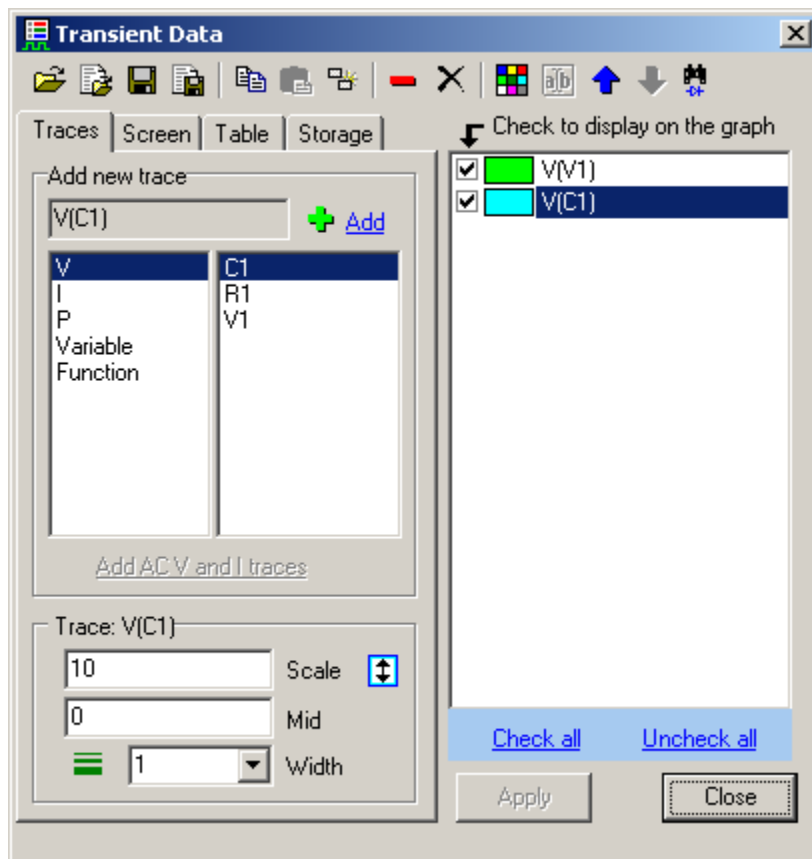 Transient Data
Traces Screen Table Storage
Check to display on the graph
Add new trace
V(C1) Add
V
I
P
Variable
Function
C1
R1
V1
Add AC V and I traces
Trace: V(C1)
10 Scale
0 Mid
1 Width
V(V1)
V(C1)
Check all Uncheck all
Apply Close